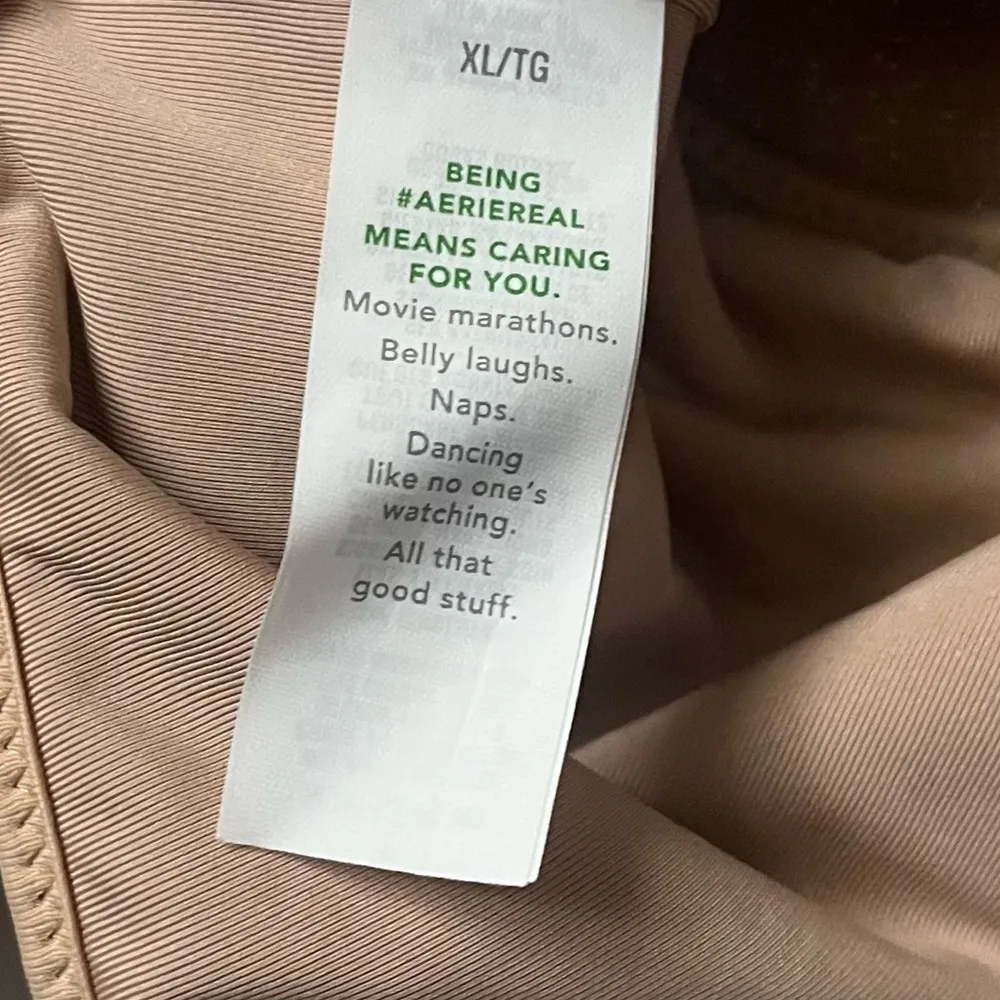 XL/TG
BEING
#AERIEREAL
MEANS CARING
FOR YOU.
Movie marathons.
Belly laughs.
Naps.
Dancing
like no one's
watching.
All that
good stuff.